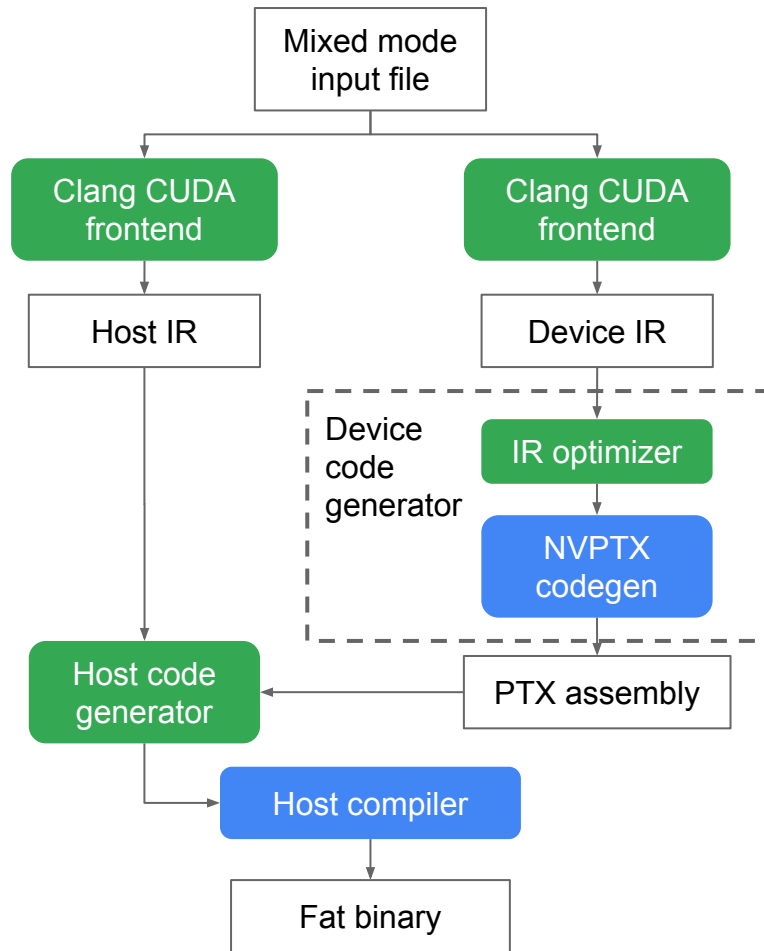 Mixed mode
input file
Clang CUDA
frontend
Clang CUDA
frontend
Host IR
Device IR
Device
code
generator
IR optimizer
NVPTX
codegen
Host code
generator
PTX assembly
Host compiler
Fat binary